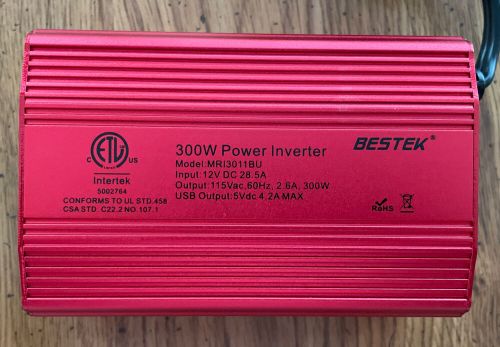 300W Power Inverter
Model:MRI3011BU
Input:12V DC 28.5A
Output:115Vac,60Hz, 2.6A, 300W
USB Output:5Vdc 4.2A MAX
BESTEK®
ETL
C US
Intertek
5002764
CONFORMS TO UL STD.458
CSA STD. C22.2 NO.107.1
RoHS